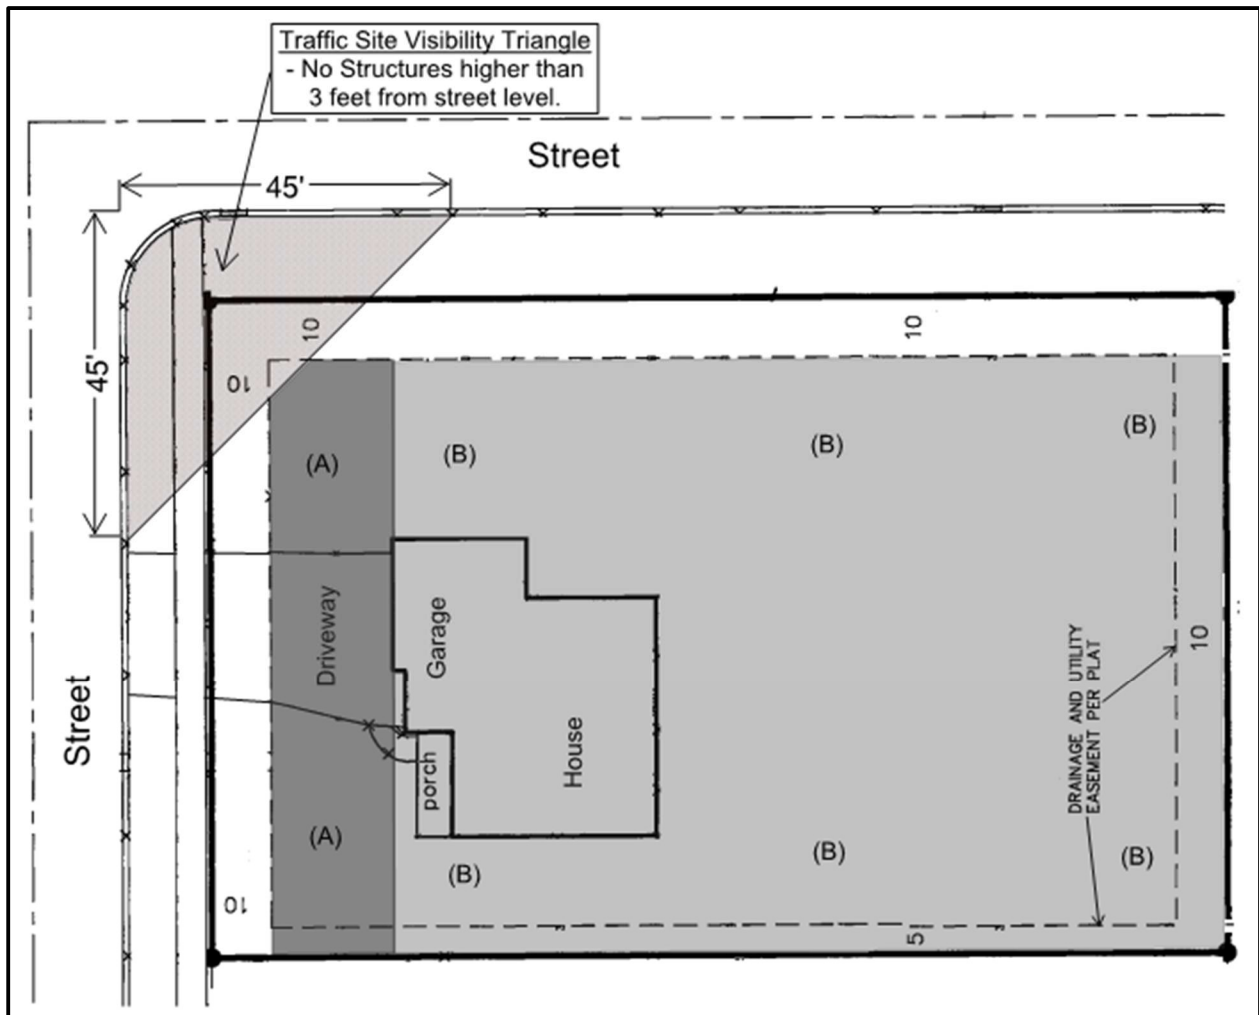 Traffic Site Visibility Triangle
- No Structures higher than
3 feet from street level.
Street
45'
45'
10
10
10
(A)
(B)
(B)
(B)
Driveway
Garage
House
porch
Street
DRAINAGE AND UTILITY
EASEMENT PER PLAT
10
(A)
(B)
(B)
(B)
10
5